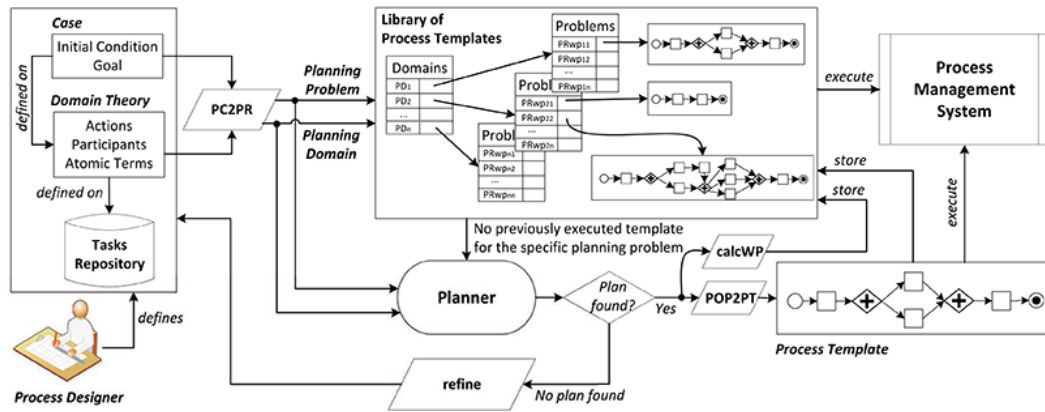 Case
Initial Condition
Goal
defined on
Domain Theory
Actions
Participants
Atomic Terms
defined on
Tasks
Repository
defines
Process Designer
PC2PR
Planning
Problem
Planning
Domain
Library of
Process Templates
Domains
PD1
PD2
...
PDn
Problems
PRwp11
PRwp12
...
PRwp1n
Probl
PRwp21
PRwp22
...
PRwp2n
Probl
PRwpn1
PRwpn2
...
PRwpnn
execute
Process
Management
System
store
store
execute
No previously executed template
for the specific planning problem
Planner
Plan
found?
Yes
calcWP
POP2PT
Process Template
refine
No plan found